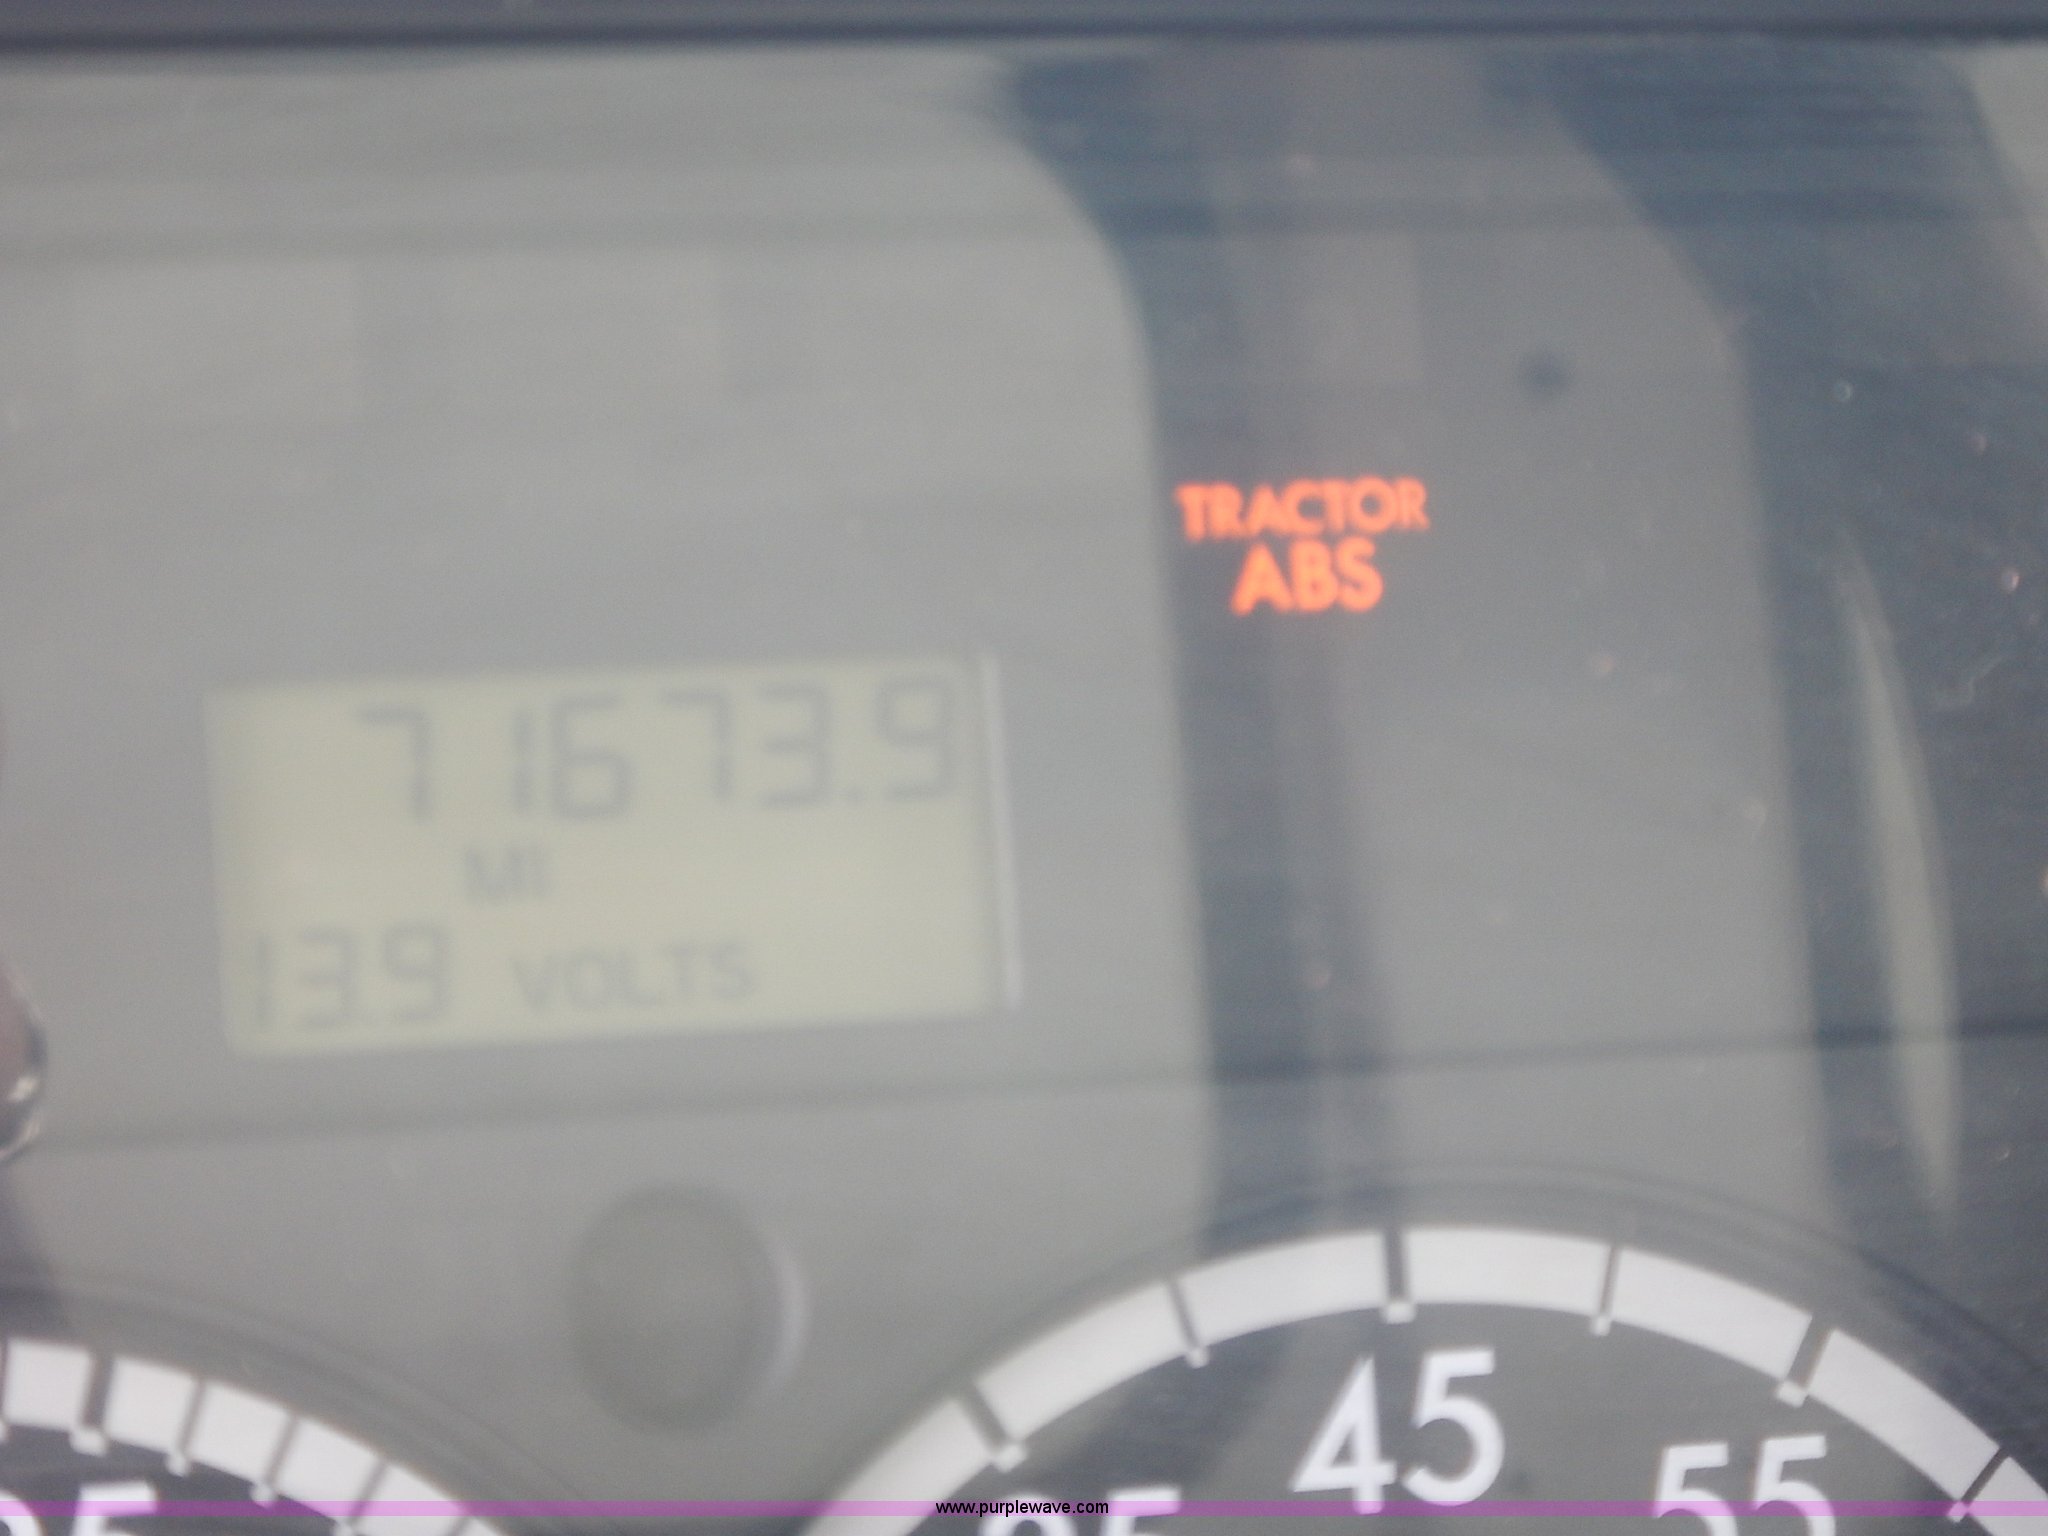 TRACTOR
ABS
71673.9
MI
13.9 VOLTS
45
55
www.purplewave.com